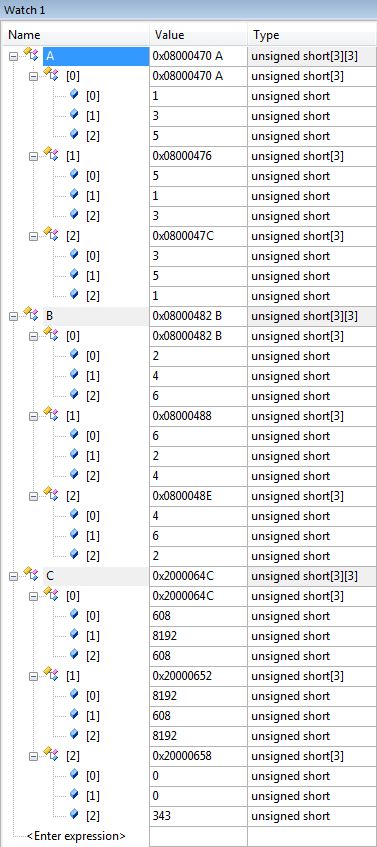 Watch 1
Name Value Type
A 0x08000470 A unsigned short[3][3]
[0] 0x08000470 A unsigned short[3]
[0] 1 unsigned short
[1] 3 unsigned short
[2] 5 unsigned short
[1] 0x08000476 unsigned short[3]
[0] 5 unsigned short
[1] 1 unsigned short
[2] 3 unsigned short
[2] 0x0800047C unsigned short[3]
[0] 3 unsigned short
[1] 5 unsigned short
[2] 1 unsigned short
B 0x08000482 B unsigned short[3][3]
[0] 0x08000482 B unsigned short[3]
[0] 2 unsigned short
[1] 4 unsigned short
[2] 6 unsigned short
[1] 0x08000488 unsigned short[3]
[0] 6 unsigned short
[1] 2 unsigned short
[2] 4 unsigned short
[2] 0x0800048E unsigned short[3]
[0] 4 unsigned short
[1] 6 unsigned short
[2] 2 unsigned short
C 0x2000064C unsigned short[3][3]
[0] 0x2000064C unsigned short[3]
[0] 608 unsigned short
[1] 8192 unsigned short
[2] 608 unsigned short
[1] 0x20000652 unsigned short[3]
[0] 8192 unsigned short
[1] 608 unsigned short
[2] 8192 unsigned short
[2] 0x20000658 unsigned short[3]
[0] 0 unsigned short
[1] 0 unsigned short
[2] 343 unsigned short
<Enter expression>